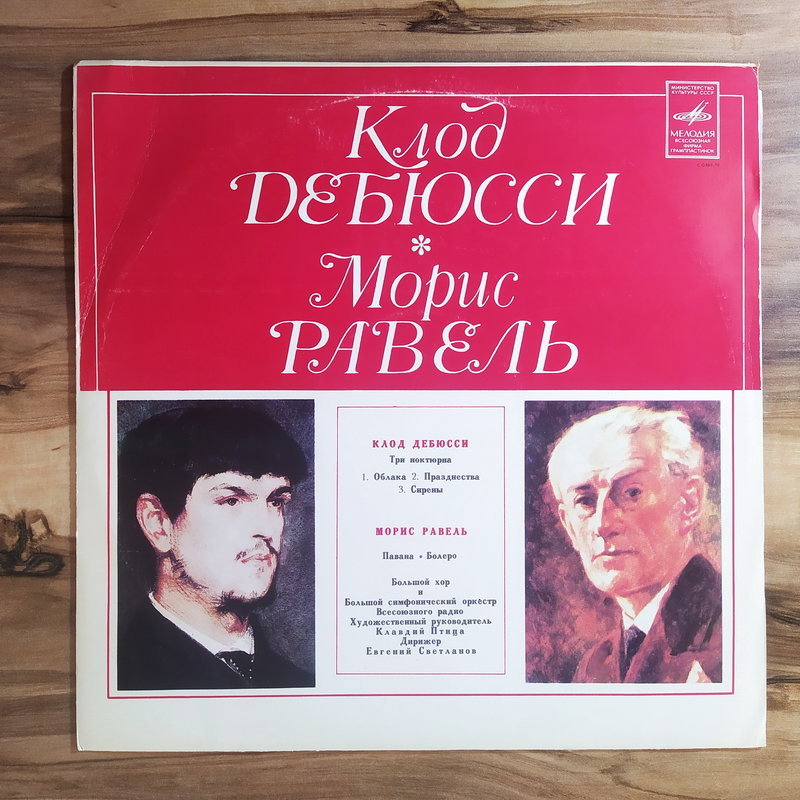 Клод
ДЕБЮССИ
*
Морис
РАВЕЛЬ
МИНИСТЕРСТВО
КУЛЬТУРЫ СССР
МЕЛОДИЯ
ВСЕСОЮЗНАЯ
ФИРМА
ГРАМПЛАСТИНОК
КЛОД ДЕБЮССИ
Три ноктюрна
1. Облака 2. Празднества
3. Сирены
МОРИС РАВЕЛЬ
Павана • Болеро
Большой хор
и
Большой симфонический оркестр
Всесоюзного радио
Художественный руководитель
Клавдий Птица
Дирижер
Евгений Светланов